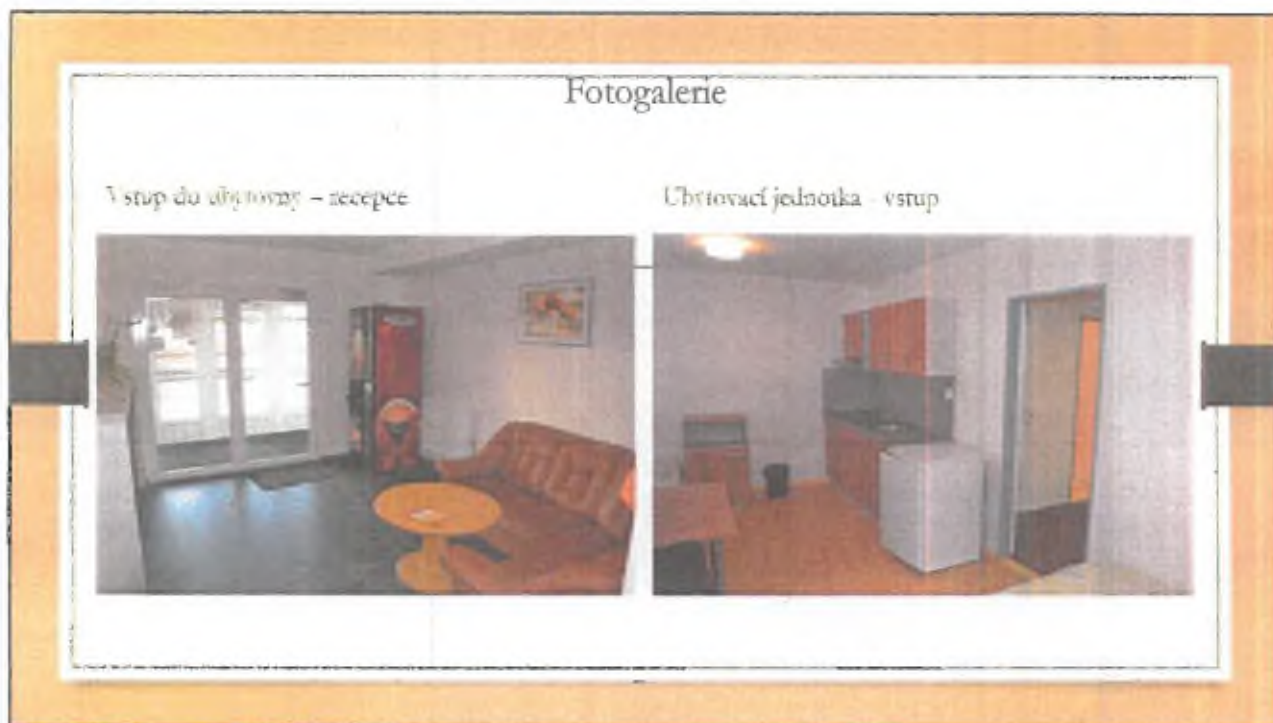 Fotogalerie
Vstup do ubytovny – recepce
Ubytovací jednotka - vstup